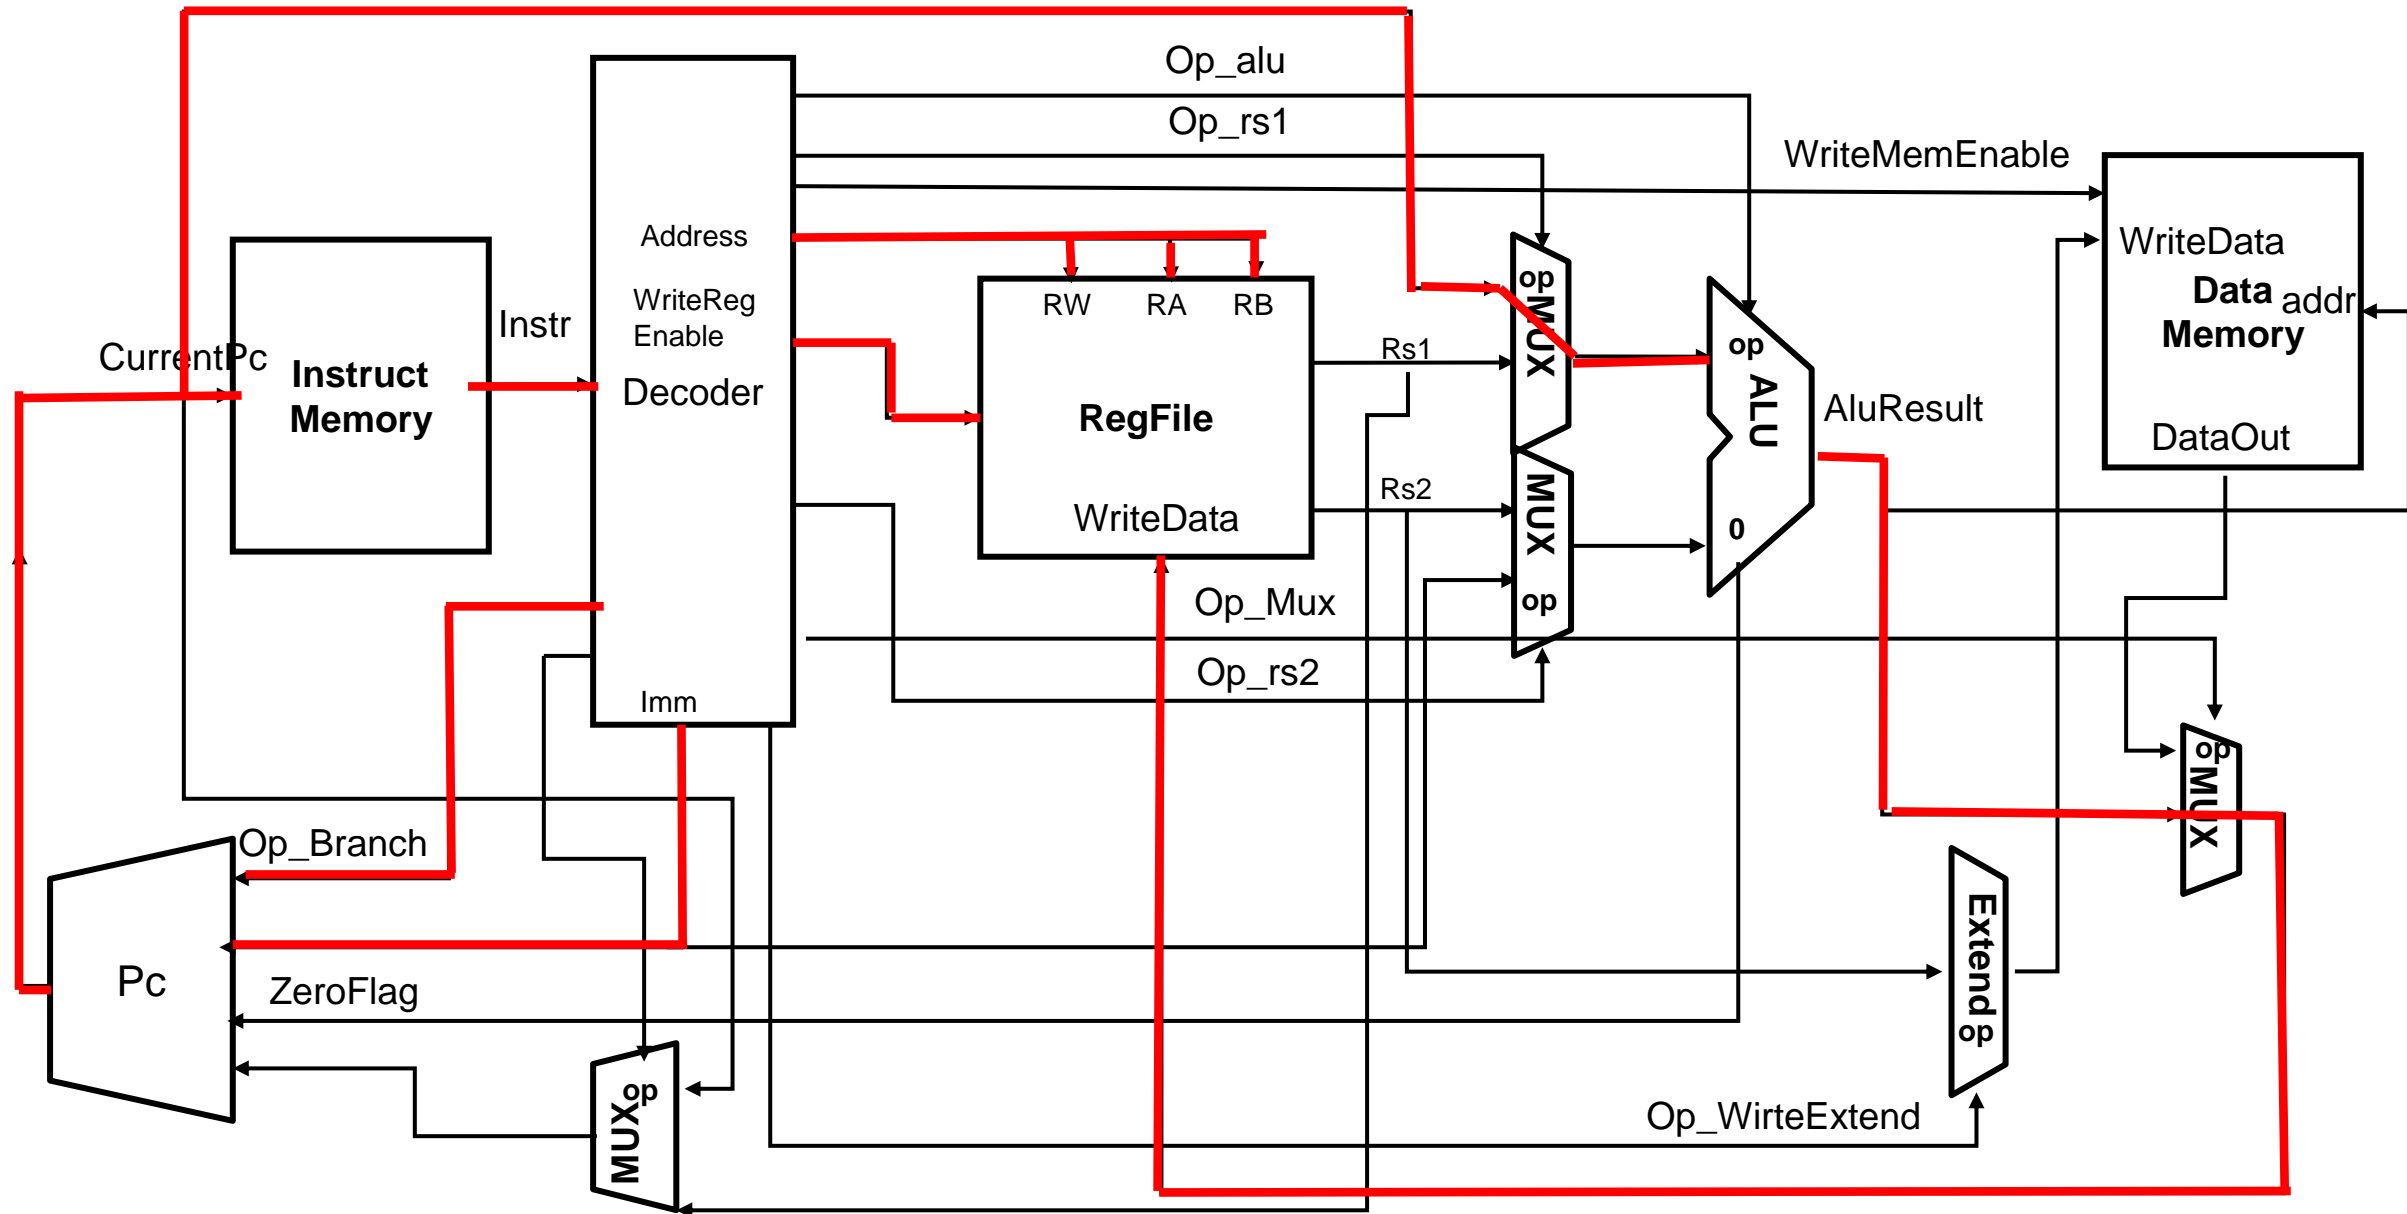 Op_alu
Op_rs1
WriteMemEnable
Address
WriteReg
Enable
Decoder
Imm
CurrentPc
Instruct
Memory
Instr
RW RA RB
RegFile
WriteData
Rs1
Rs2
op
MUX
MUX
op
op
ALU
0
AluResult
WriteData
Data
Memory
addr
DataOut
Op_Mux
Op_rs2
op
MUX
Op_Branch
Pc
ZeroFlag
op
MUX
Extend
op
Op_WirteExtend